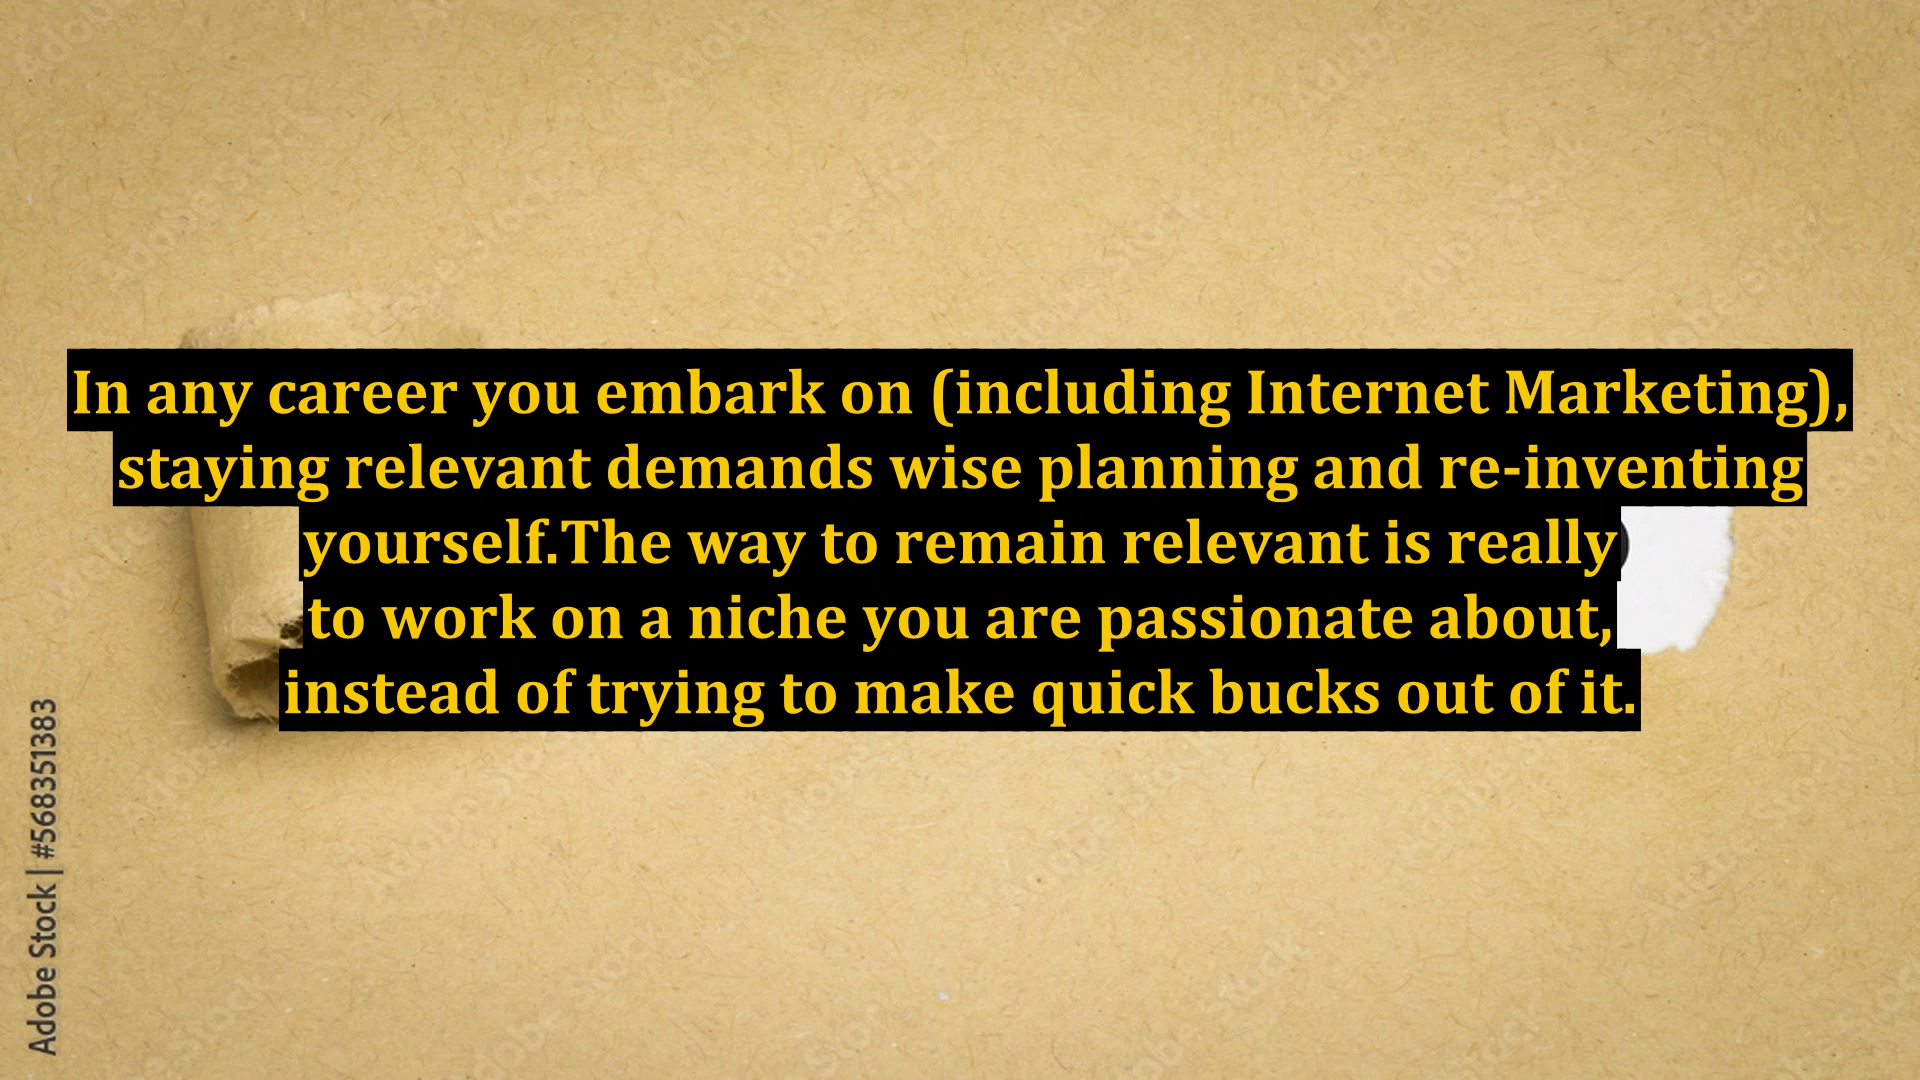 In any career you embark on (including Internet Marketing),
staying relevant demands wise planning and re-inventing
yourself.The way to remain relevant is really
to work on a niche you are passionate about,
instead of trying to make quick bucks out of it.
Adobe Stock | #568351383